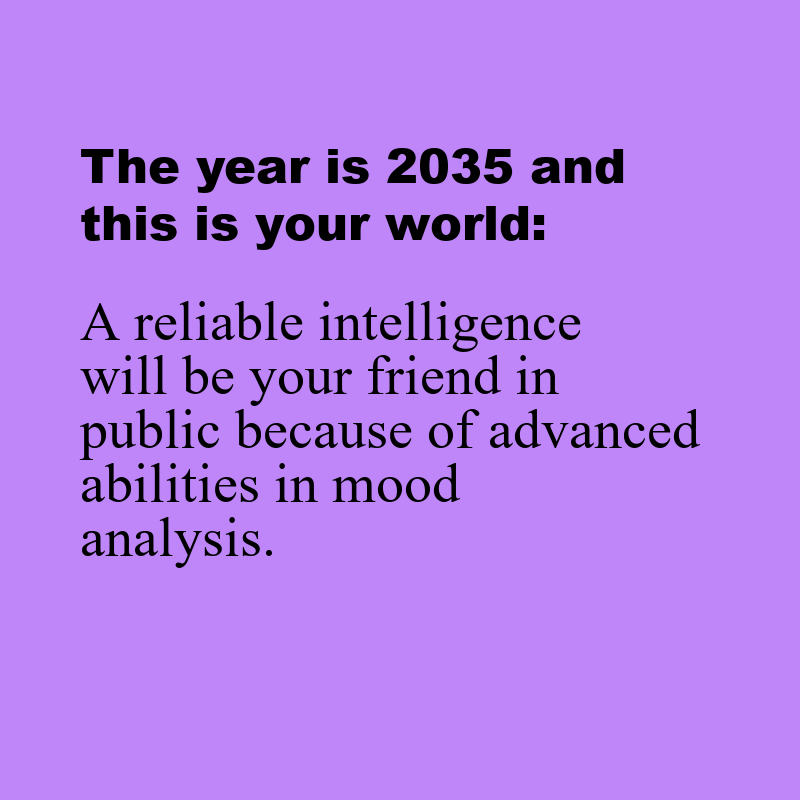 The year is 2035 and
this is your world:
A reliable intelligence
will be your friend in
public because of advanced
abilities in mood
analysis.